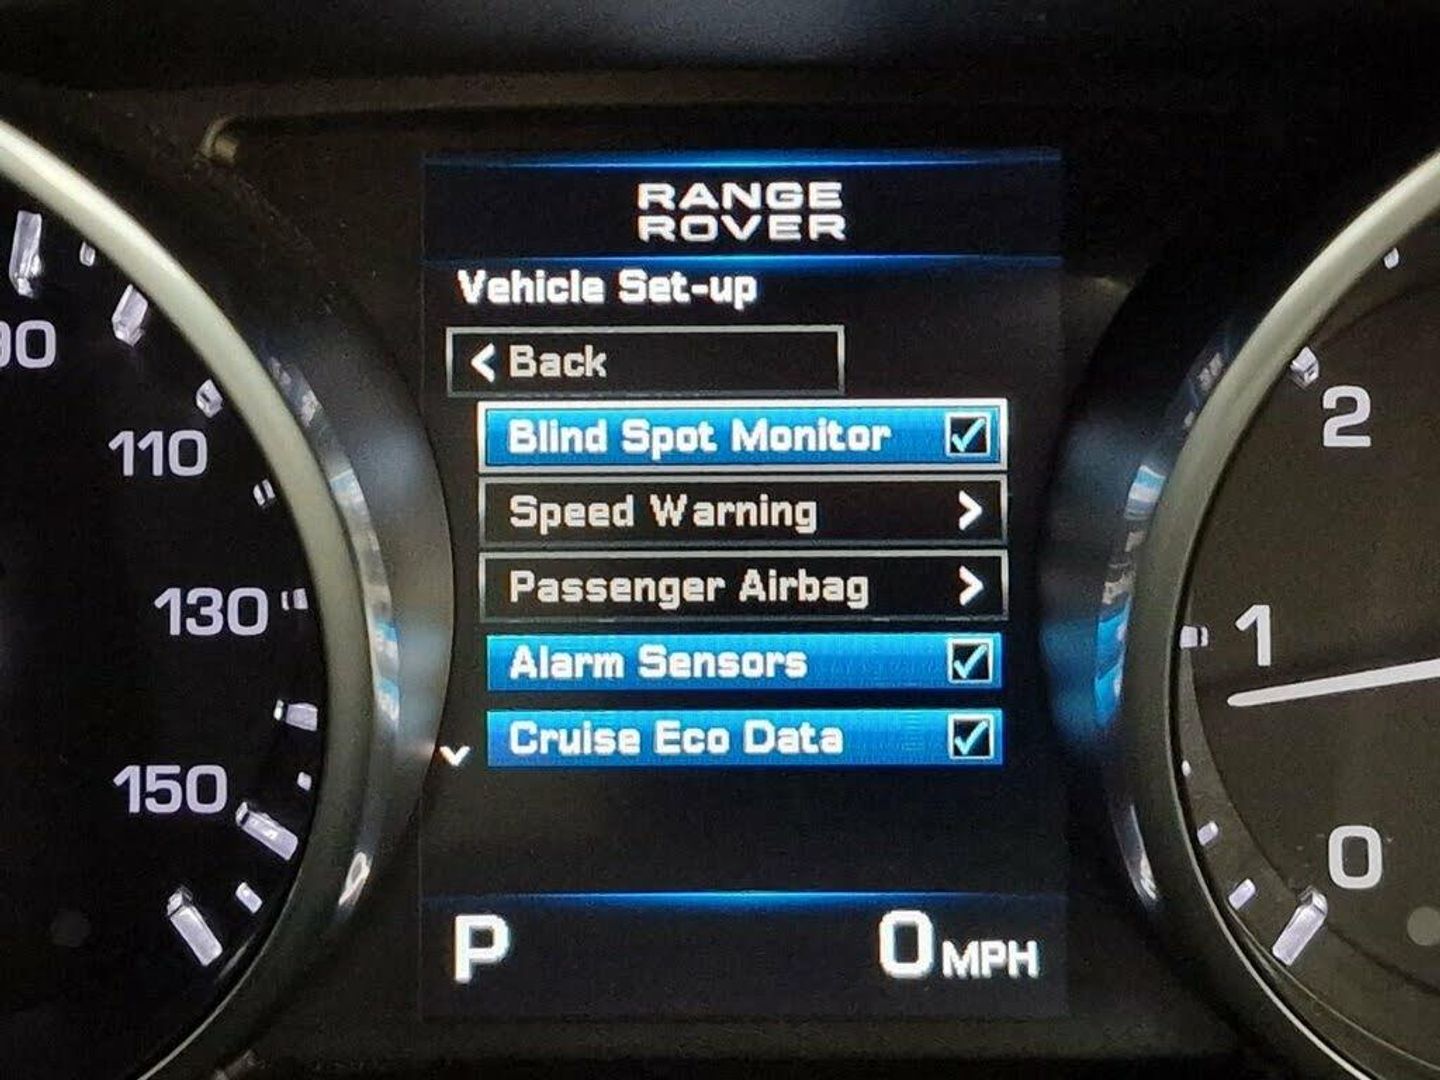 RANGE
ROVER
Vehicle Set-up
< Back
Blind Spot Monitor
Speed Warning >
Passenger Airbag >
Alarm Sensors
Cruise Eco Data
P
0 MPH
110
130
150
2
1
0